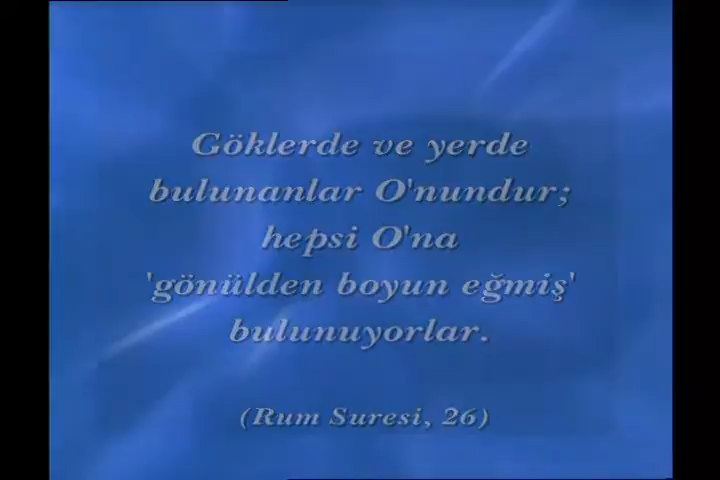 Göklerde ve yerde
bulunanlar O'nundur;
hepsi O'na
'gönülden boyun eğmiş'
bulunuyorlar.
(Rum Suresi, 26)